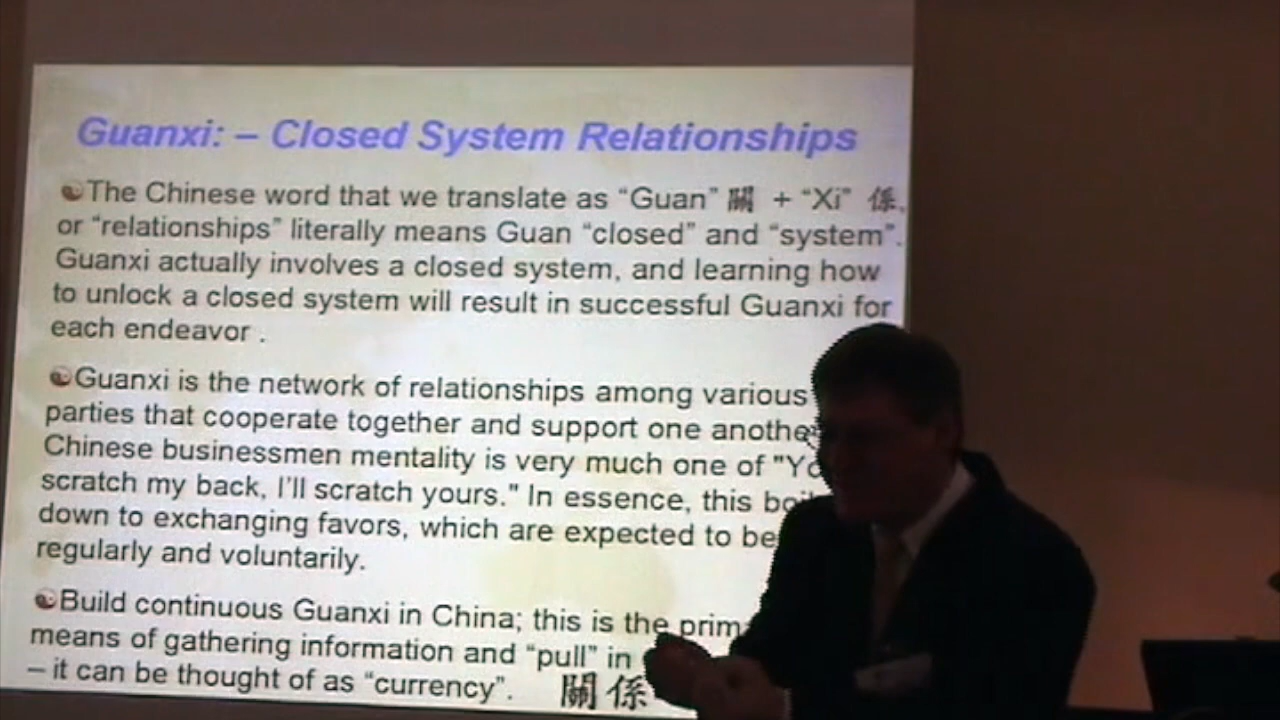 Guanxi: – Closed System Relationships
The Chinese word that we translate as “Guan” 關 + “Xi” 係,
or “relationships” literally means Guan “closed” and “system”.
Guanxi actually involves a closed system, and learning how
to unlock a closed system will result in successful Guanxi for
each endeavor .
Guanxi is the network of relationships among various
parties that cooperate together and support one
Chinese businessmen mentality is very much one of
scratch my back, I’ll scratch yours." In essence, this
down to exchanging favors, which are expected to be
regularly and voluntarily.
Build continuous Guanxi in China; this is the
means of gathering information and “pull” in
– it can be thought of as “currency”. 關係